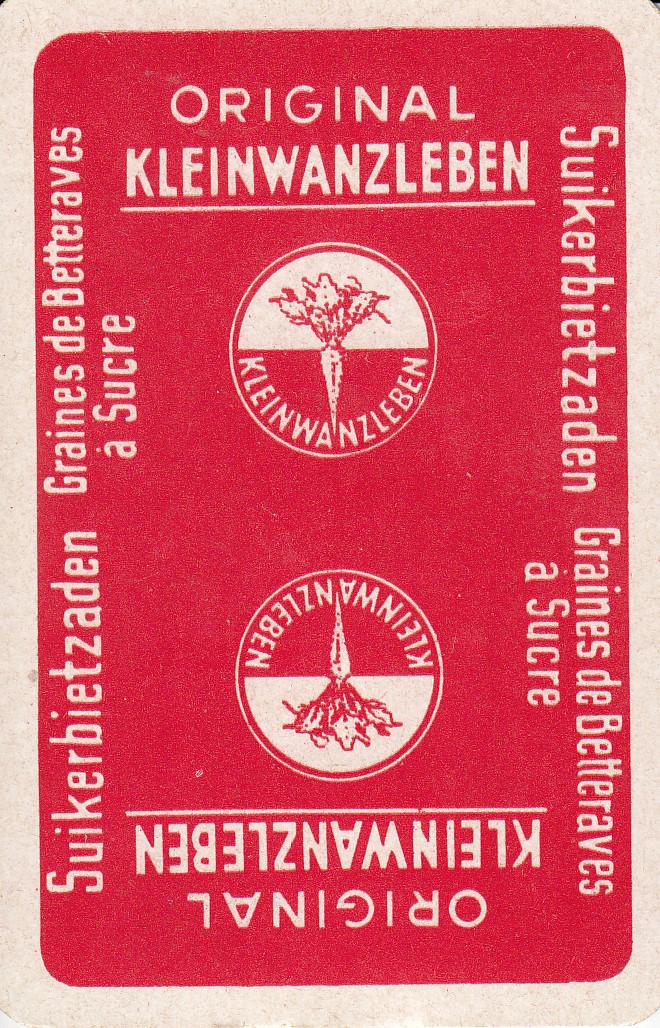 ORIGINAL
KLEINWANZLEBEN
Graines de Betteraves
à Sucre
Suikerbietzaden
KLEINWANZLEBEN
Suikerbietzaden
Graines de Betteraves
à Sucre
KLEINWANZLEBEN
KLEINWANZLEBEN
ORIGINAL